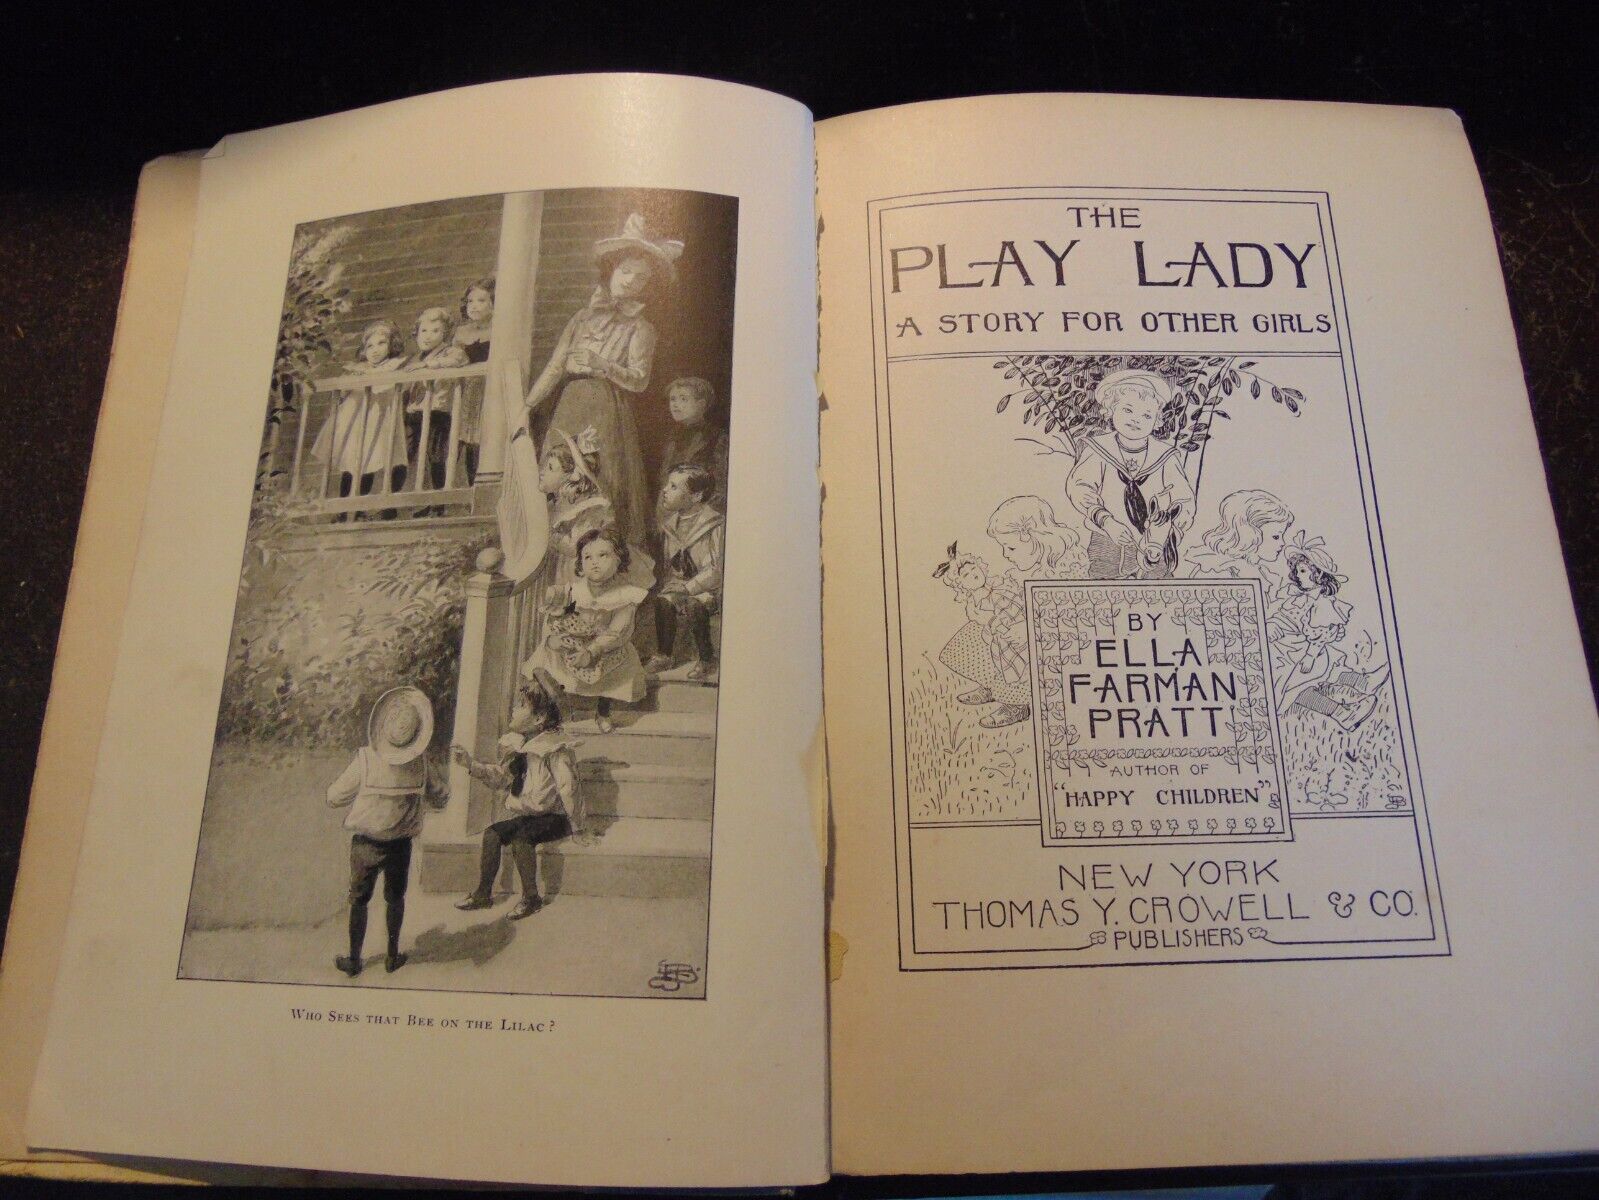 WHO SEES THAT BEE ON THE LILAC?
THE
PLAY LADY
A STORY FOR OTHER GIRLS
BY
ELLA
FARMAN
PRATT
AUTHOR OF
"HAPPY CHILDREN"
NEW YORK
THOMAS Y. CROWELL & CO.
PUBLISHERS